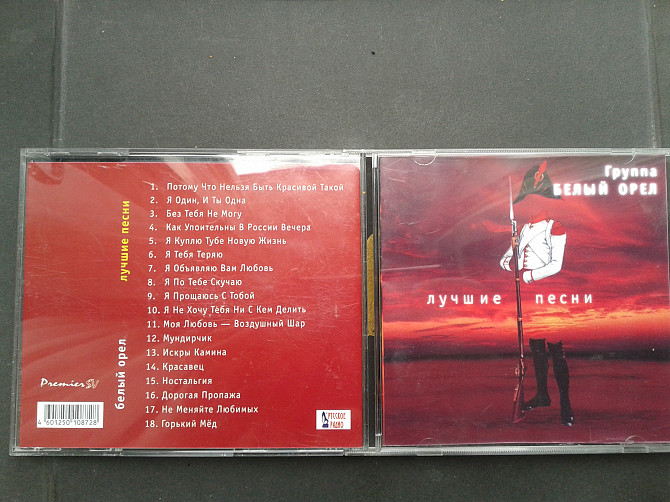 лучшие песни
белый орел
1. Потому Что Нельзя Быть Красивой Такой
2. Я Один, И Ты Одна
3. Без Тебя Не Могу
4. Как Упоительны В России Вечера
5. Я Куплю Тубе Новую Жизнь
6. Я Тебя Теряю
7. Я Объявляю Вам Любовь
8. Я По Тебе Скучаю
9. Я Прощаюсь С Тобой
10. Я Не Хочу Тебя Ни С Кем Делить
11. Моя Любовь — Воздушный Шар
12. Мундирчик
13. Искры Камина
14. Красавец
15. Ностальгия
16. Дорогая Пропажа
17. Не Меняйте Любимых
18. Горький Мёд
PremierSV
4 601250 108728
РУССКОЕ
РАДИО
Группа
БЕЛЫЙ ОРЕЛ
лучшие песни